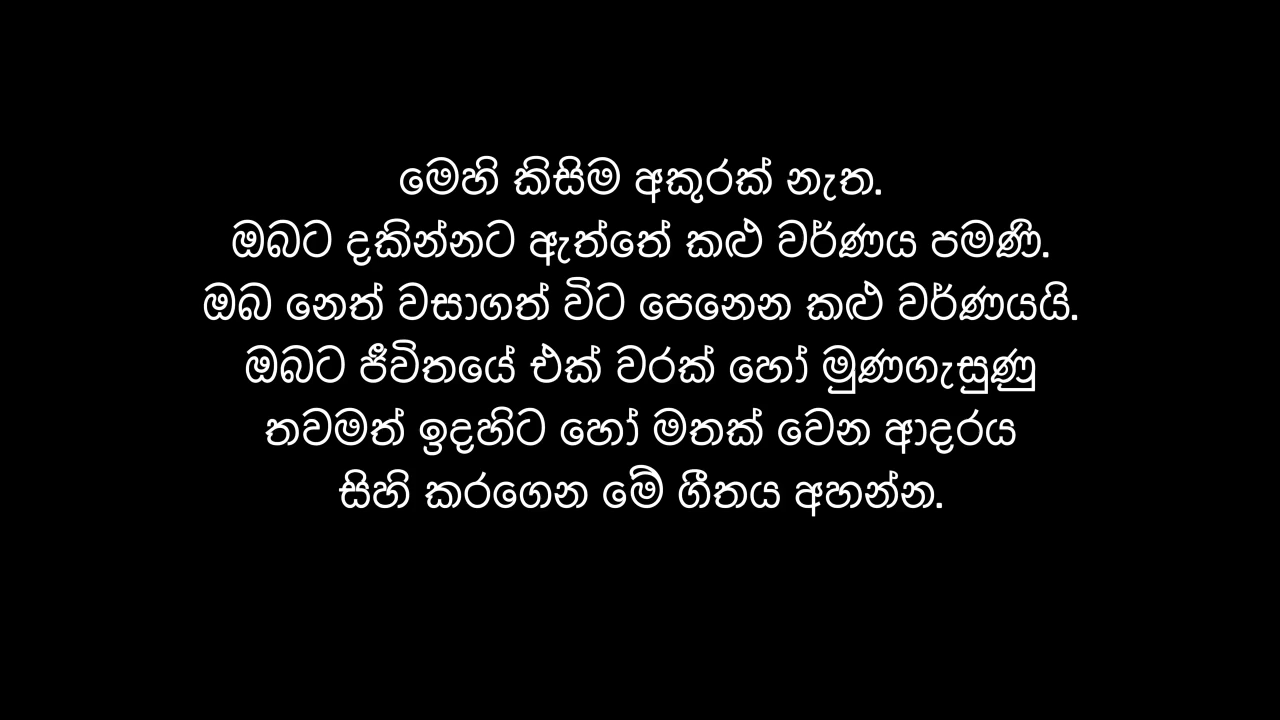 මෙහි කිසිම අකුරක් නැත.
ඔබට දකින්නට ඇත්තේ කළු වර්ණය පමණි.
ඔබ නෙත් වසාගත් විට පෙනෙන කළු වර්ණයයි.
ඔබට ජීවිතයේ එක් වරක් හෝ මුණගැසුණු
තවමත් ඉදහිට හෝ මතක් වෙන ආදරය
සිහි කරගෙන මේ ගීතය අහන්න.